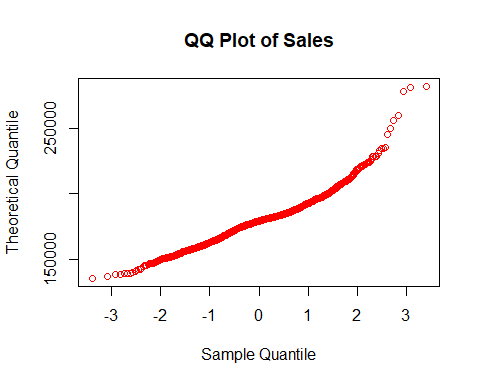 QQ Plot of Sales
Theoretical Quantile
250000
150000
-3 -2 -1 0 1 2 3
Sample Quantile